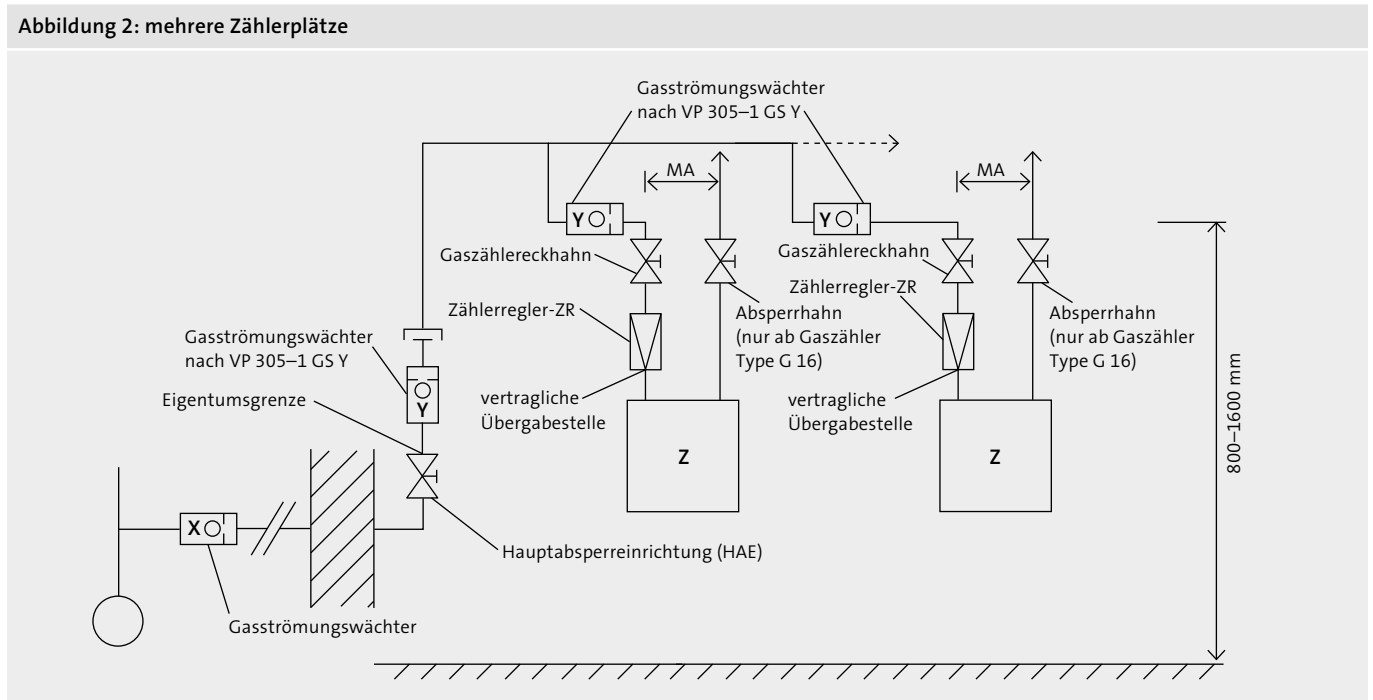 Abbildung 2: mehrere Zählerplätze
Gasströmungswächter
nach VP 305–1 GS Y
MA
MA
Y
Y
Gaszählereckhahn
Gaszählereckhahn
Zählerregler-ZR
Zählerregler-ZR
Absperrhahn
(nur ab Gaszähler
Type G 16)
Absperrhahn
(nur ab Gaszähler
Type G 16)
Gasströmungswächter
nach VP 305–1 GS Y
Y
Eigentumsgrenze
vertragliche
Übergabestelle
vertragliche
Übergabestelle
Z
Z
800–1600 mm
X
Hauptabsperreinrichtung (HAE)
Gasströmungswächter